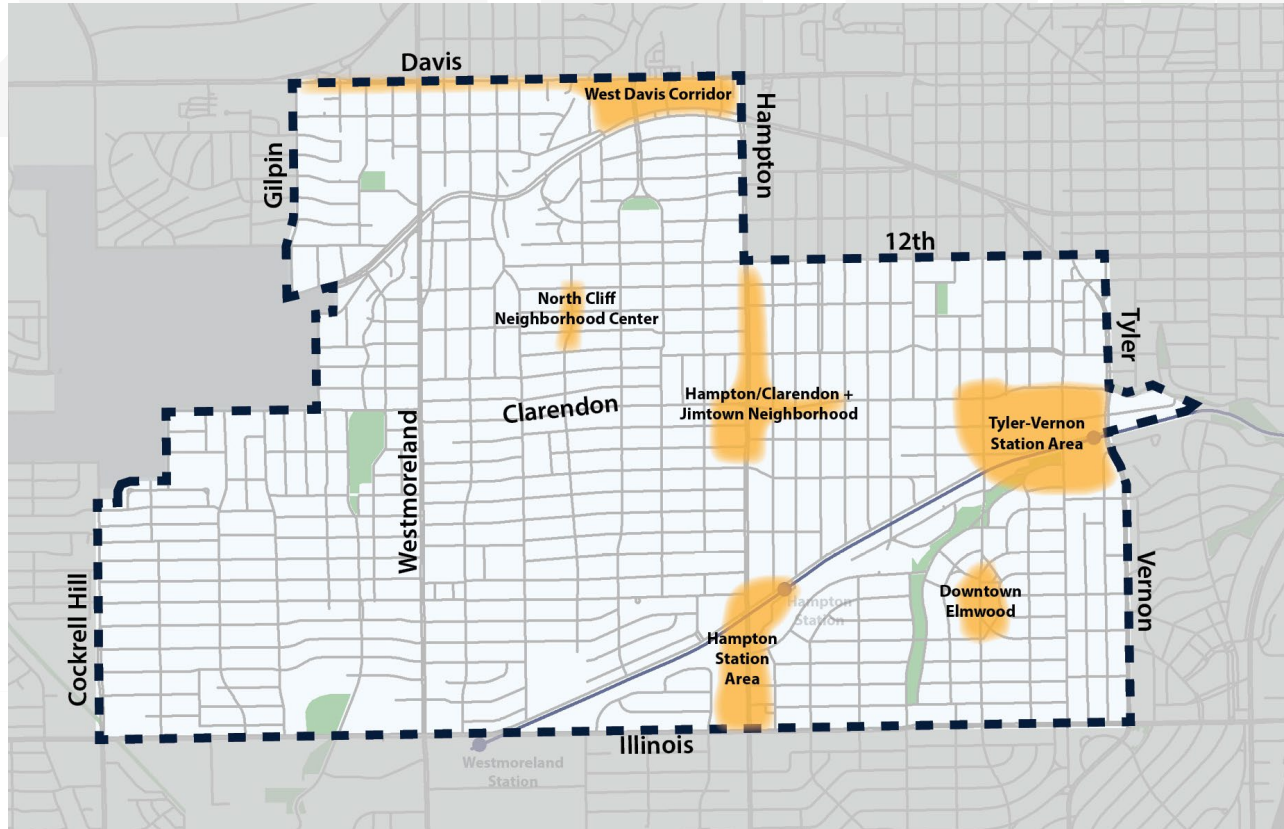 Davis
West Davis Corridor
Gilpin
Hampton
12th
North Cliff
Neighborhood Center
Tyler
Hampton/Clarendon +
Jimtown Neighborhood
Clarendon
Westmoreland
Tyler-Vernon
Station Area
Cockrell Hill
Vernon
Downtown
Elmwood
Hampton
Station
Hampton
Station
Area
Illinois
Westmoreland
Station